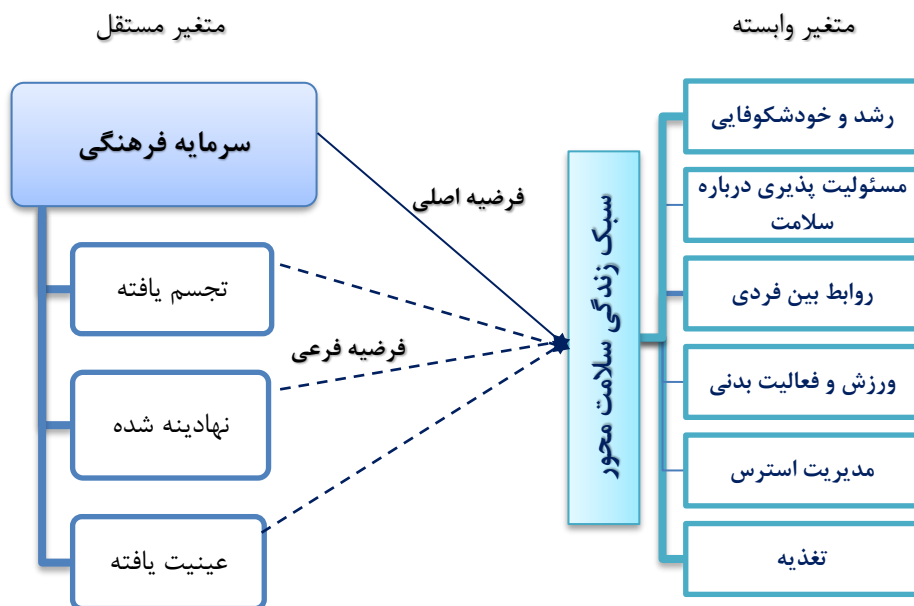 متغیر مستقل
متغیر وابسته
سرمایه فرهنگی
تجسم یافته
نهادینه شده
عینیت یافته
فرضیه اصلی
فرضیه فرعی
سبک زندگی سلامت محور
رشد و خودشکوفایی
مسئولیت پذیری درباره
سلامت
روابط بین فردی
ورزش و فعالیت بدنی
مدیریت استرس
تغذیه